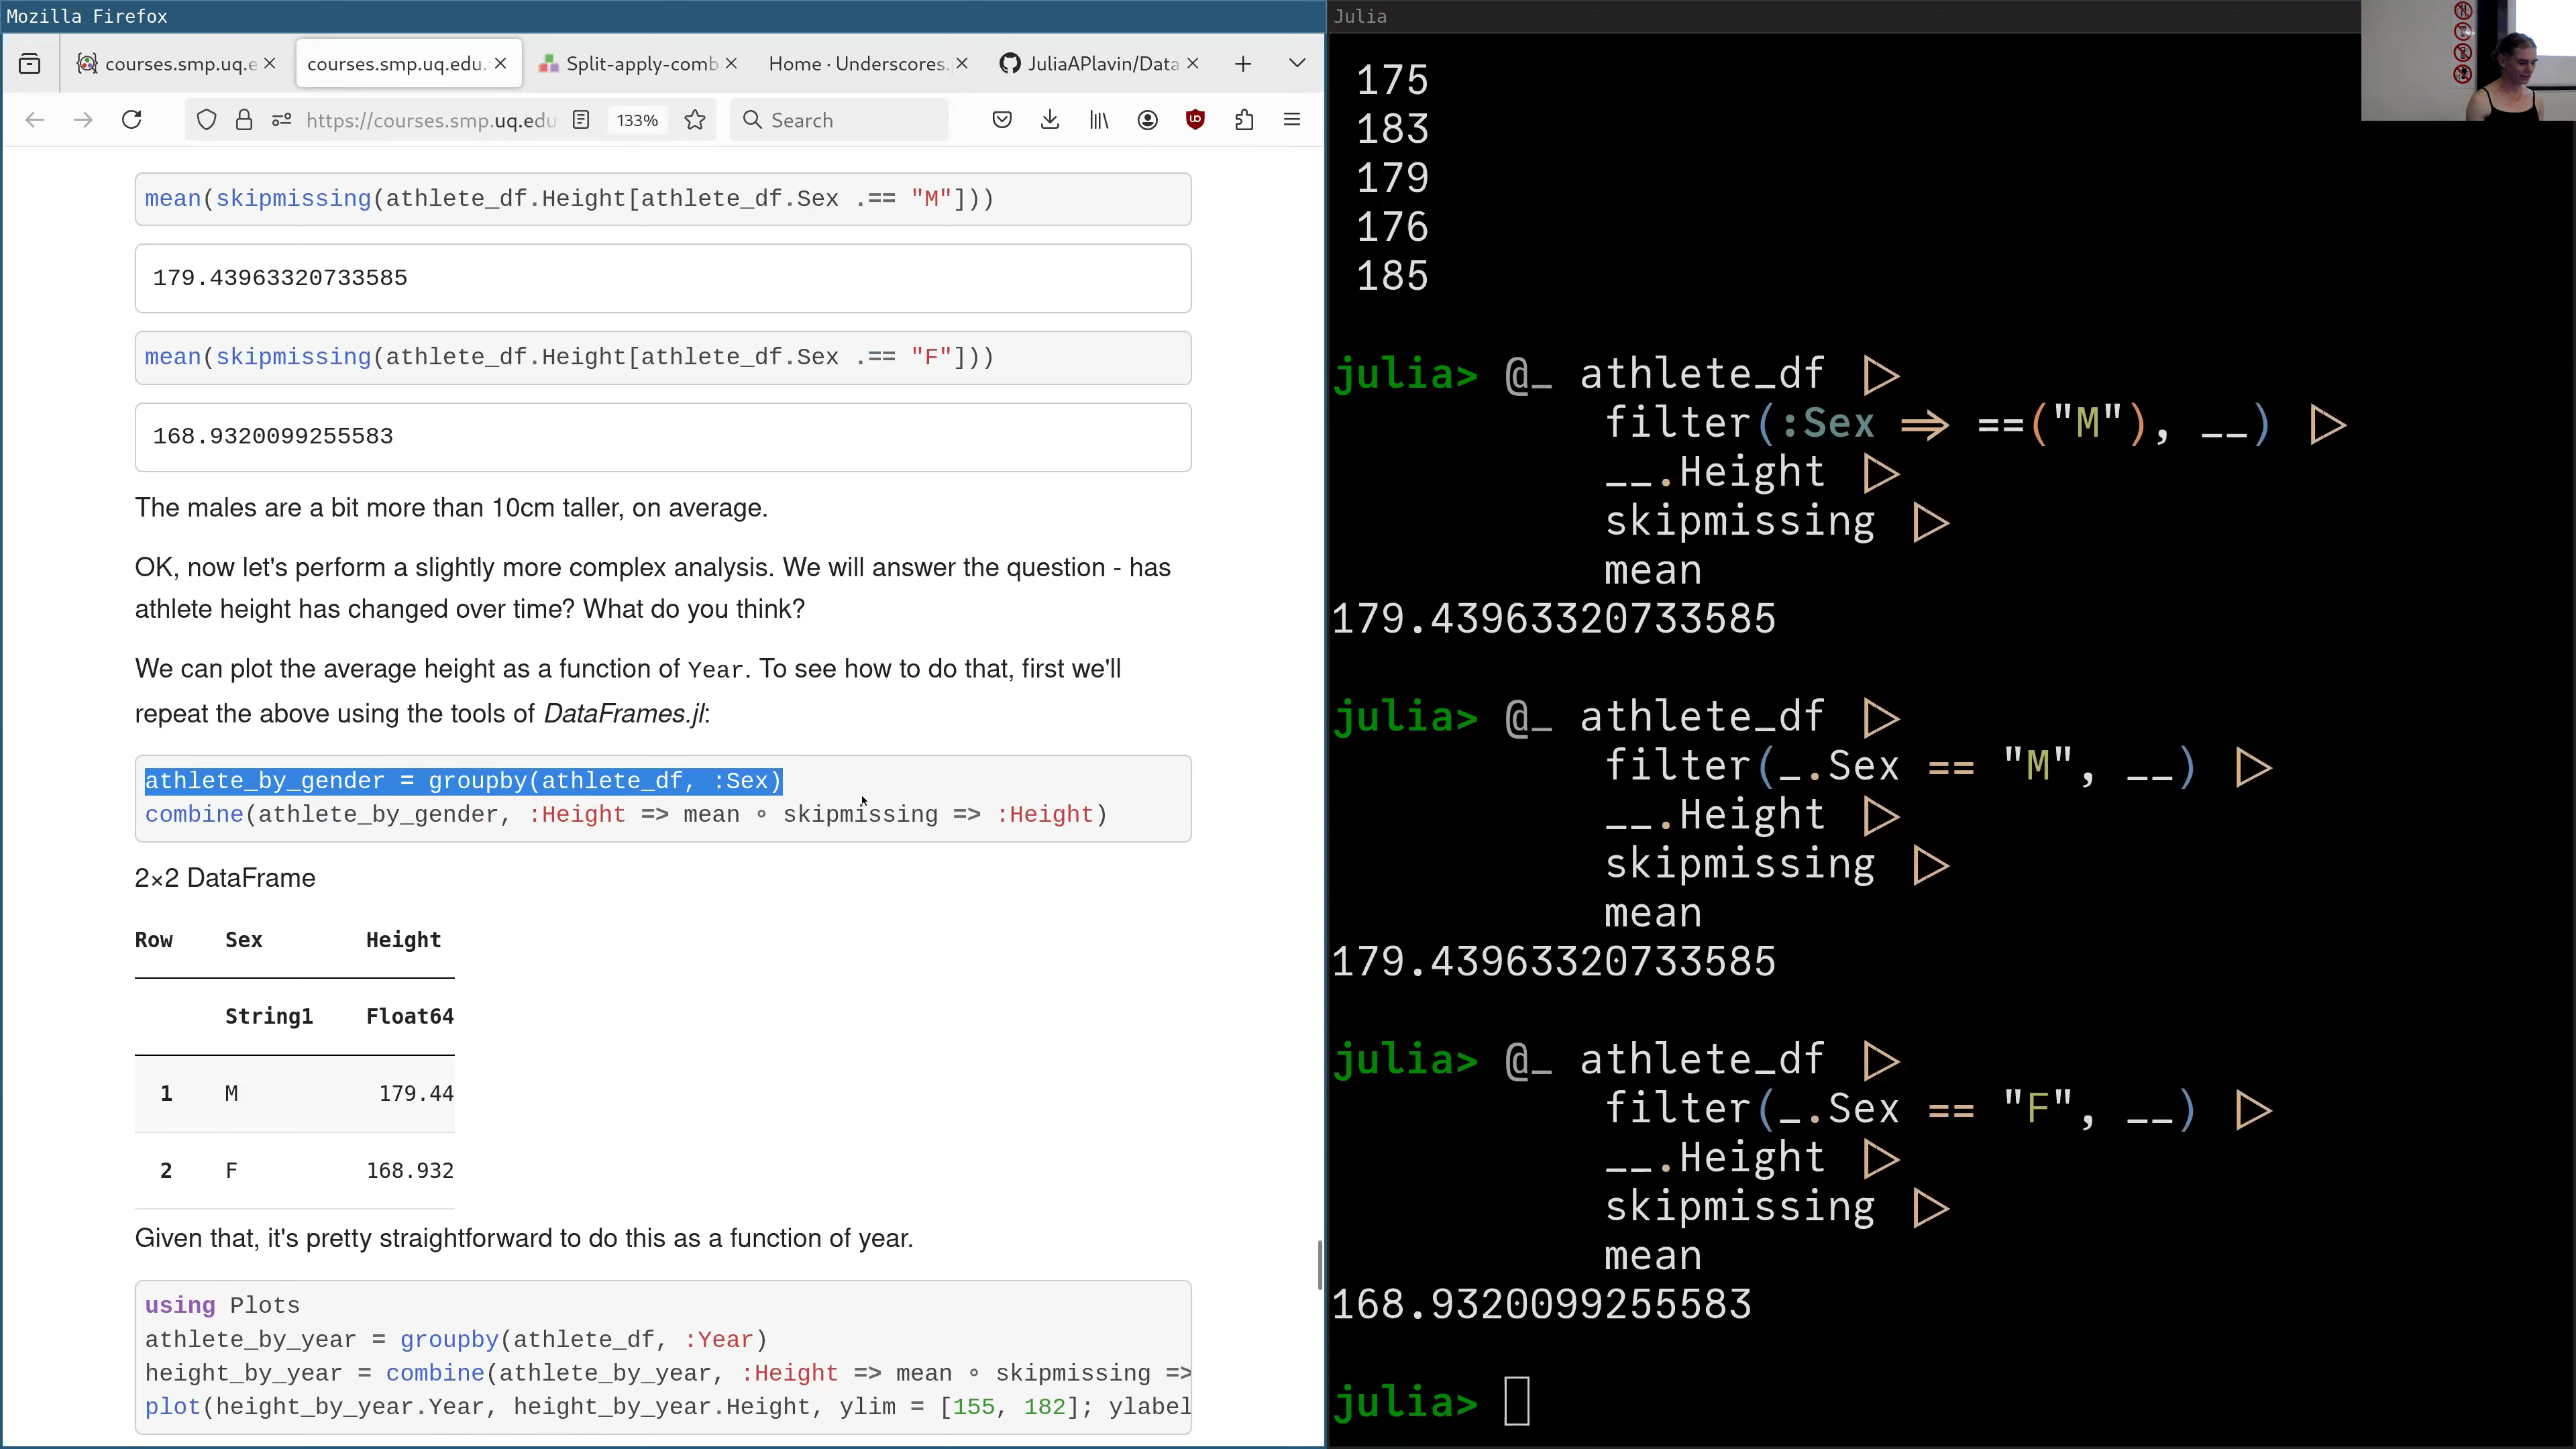 Mozilla Firefox
courses.smp.uq.e
courses.smp.uq.edu.
Split-apply-comb
Home · Underscores.
JuliaAPlavin/Data
https://courses.smp.uq.edu
133%
Search
mean(skipmissing(athlete_df.Height[athlete_df.Sex .== "M"]))
179.43963320733585
mean(skipmissing(athlete_df.Height[athlete_df.Sex .== "F"]))
168.9320099255583
The males are a bit more than 10cm taller, on average.
OK, now let's perform a slightly more complex analysis. We will answer the question - has
athlete height has changed over time? What do you think?
We can plot the average height as a function of Year. To see how to do that, first we'll
repeat the above using the tools of DataFrames.jl:
athlete_by_gender = groupby(athlete_df, :Sex)
combine(athlete_by_gender, :Height => mean ∘ skipmissing => :Height)
2×2 DataFrame
Row Sex Height
String1 Float64
1 M 179.44
2 F 168.932
Given that, it's pretty straightforward to do this as a function of year.
using Plots
athlete_by_year = groupby(athlete_df, :Year)
height_by_year = combine(athlete_by_year, :Height => mean ∘ skipmissing =>
plot(height_by_year.Year, height_by_year.Height, ylim = [155, 182]; ylabel
Julia
175
183
179
176
185
julia> @_ athlete_df ▷
filter(:Sex => ==("M"), __) ▷
__.Height ▷
skipmissing ▷
mean
179.43963320733585
julia> @_ athlete_df ▷
filter(_.Sex == "M", __) ▷
__.Height ▷
skipmissing ▷
mean
179.43963320733585
julia> @_ athlete_df ▷
filter(_.Sex == "F", __) ▷
__.Height ▷
skipmissing ▷
mean
168.9320099255583
julia>